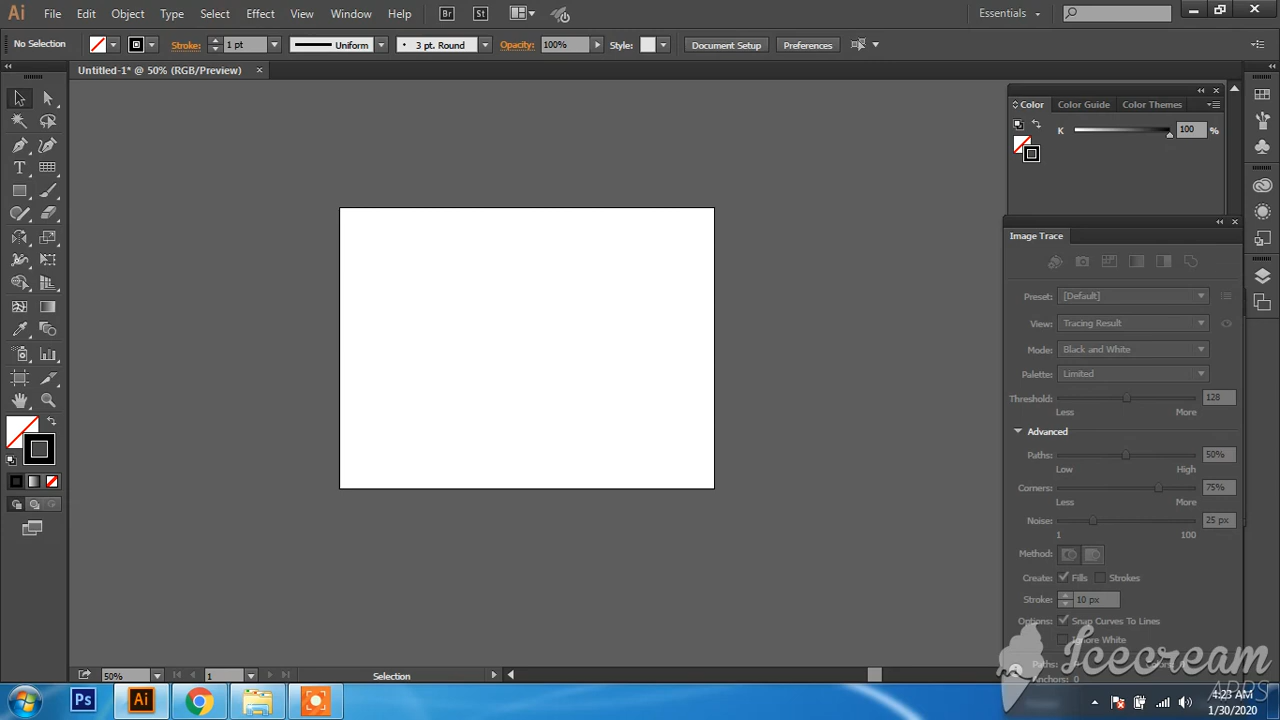 Ai File Edit Object Type Select Effect View Window Help Br St Essentials
No Selection Stroke: 1 pt Uniform 3 pt. Round Opacity: 100% Style: Document Setup Preferences
Untitled-1* @ 50% (RGB/Preview)
Color Color Guide Color Themes
K 100 %
Image Trace
Preset: [Default]
View: Tracing Result
Mode: Black and White
Palette: Limited
Threshold: 128
Less More
Advanced
Paths: 50%
Low High
Corners: 75%
Less More
Noise: 25 px
1 100
Method:
Create: Fills Strokes
Stroke: 10 px
Options: Snap Curves To Lines
Ignore White
Paths:
Anchors: 0
Icecream
APPS
50% 1 Selection
Ps Ai
4:23 AM
1/30/2020